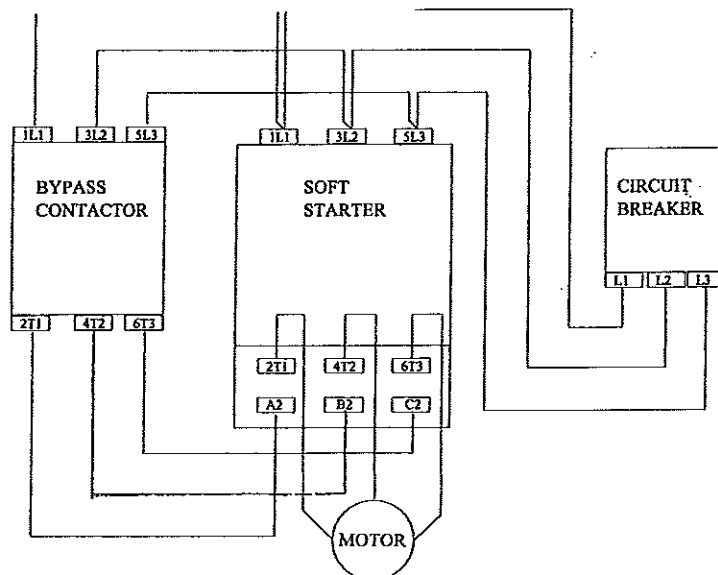 1L1 3L2 5L3
1L1 3L2 5L3
BYPASS
CONTACTOR
SOFT
STARTER
CIRCUIT
BREAKER
L1 L2 L3
2T1 4T2 6T3
2T1 4T2 6T3
A2 B2 C2
MOTOR